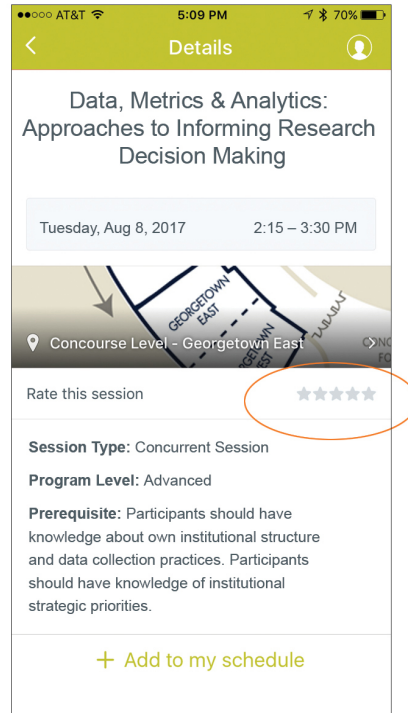 AT&T 5:09 PM 70%
Details
Data, Metrics & Analytics:
Approaches to Informing Research
Decision Making
Tuesday, Aug 8, 2017 2:15 – 3:30 PM
GEORGETOWN
EAST
Concourse Level - Georgetown East
Rate this session
Session Type: Concurrent Session
Program Level: Advanced
Prerequisite: Participants should have
knowledge about own institutional structure
and data collection practices. Participants
should have knowledge of institutional
strategic priorities.
+ Add to my schedule